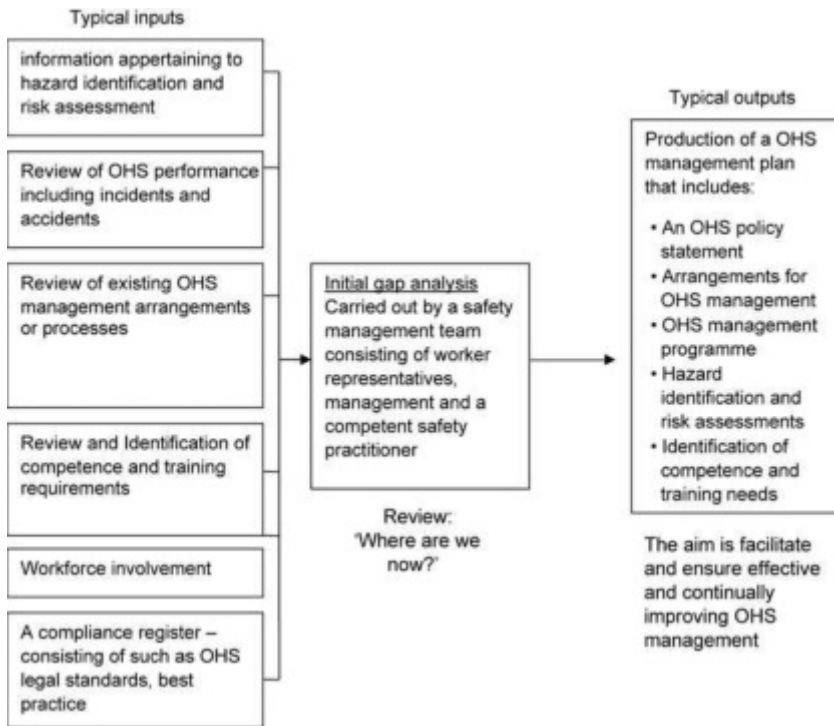 Typical inputs
information appertaining to
hazard identification and
risk assessment
Review of OHS performance
including incidents and
accidents
Review of existing OHS
management arrangements
or processes
Review and Identification of
competence and training
requirements
Workforce involvement
A compliance register –
consisting of such as OHS
legal standards, best
practice
Initial gap analysis
Carried out by a safety
management team
consisting of worker
representatives,
management and a
competent safety
practitioner
Review:
‘Where are we
now?’
Typical outputs
Production of a OHS
management plan
that includes:
• An OHS policy
statement
• Arrangements for
OHS management
• OHS management
programme
• Hazard
identification and
risk assessments
• Identification of
competence and
training needs
The aim is facilitate
and ensure effective
and continually
improving OHS
management